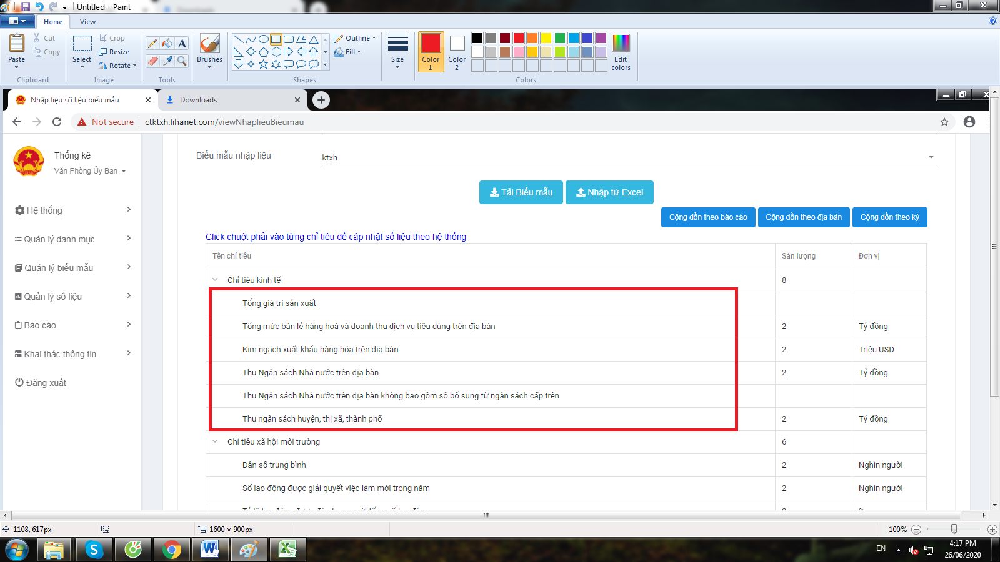 Untitled - Paint
Home
View
Paste
Cut
Copy
Clipboard
Select
Crop
Resize
Rotate
Image
Tools
Brushes
Shapes
Outline
Fill
Size
Color 1
Color 2
Edit colors
Colors
Nhập liệu số liệu biểu mẫu
Downloads
Not secure
ctktxh.lihanet.com/viewNhaplieuBieumau
Thống kê
Văn Phòng Ủy Ban
Hệ thống
Quản lý danh mục
Quản lý biểu mẫu
Quản lý số liệu
Báo cáo
Khai thác thông tin
Đăng xuất
Biểu mẫu nhập liệu
ktxh
Tải Biểu mẫu
Nhập từ Excel
Cộng dồn theo báo cáo
Cộng dồn theo địa bàn
Cộng dồn theo kỳ
Click chuột phải vào từng chỉ tiêu để cập nhật số liệu theo hệ thống
Tên chỉ tiêu Sản lượng Đơn vị
Chỉ tiêu kinh tế 8
Tổng giá trị sản xuất
Tổng mức bán lẻ hàng hoá và doanh thu dịch vụ tiêu dùng trên địa bàn 2 Tỷ đồng
Kim ngạch xuất khẩu hàng hóa trên địa bàn 2 Triệu USD
Thu Ngân sách Nhà nước trên địa bàn 2 Tỷ đồng
Thu Ngân sách Nhà nước trên địa bàn không bao gồm số bổ sung từ ngân sách cấp trên
Thu ngân sách huyện, thị xã, thành phố 2 Tỷ đồng
Chỉ tiêu xã hội môi trường 6
Dân số trung bình 2 Nghìn người
Số lao động được giải quyết việc làm mới trong năm 2 Nghìn người
1108, 617px
1600 × 900px
100%
EN
4:17 PM
26/06/2020